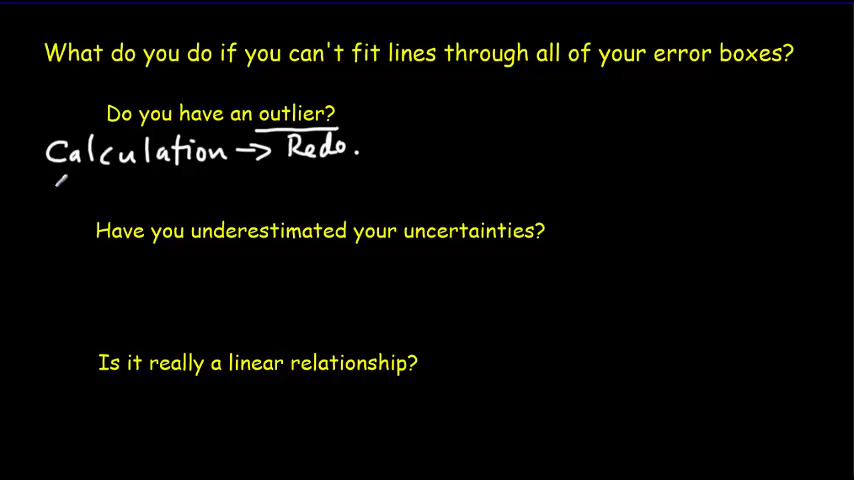 What do you do if you can't fit lines through all of your error boxes?
Do you have an outlier?
Calculation → Redo.
Have you underestimated your uncertainties?
Is it really a linear relationship?